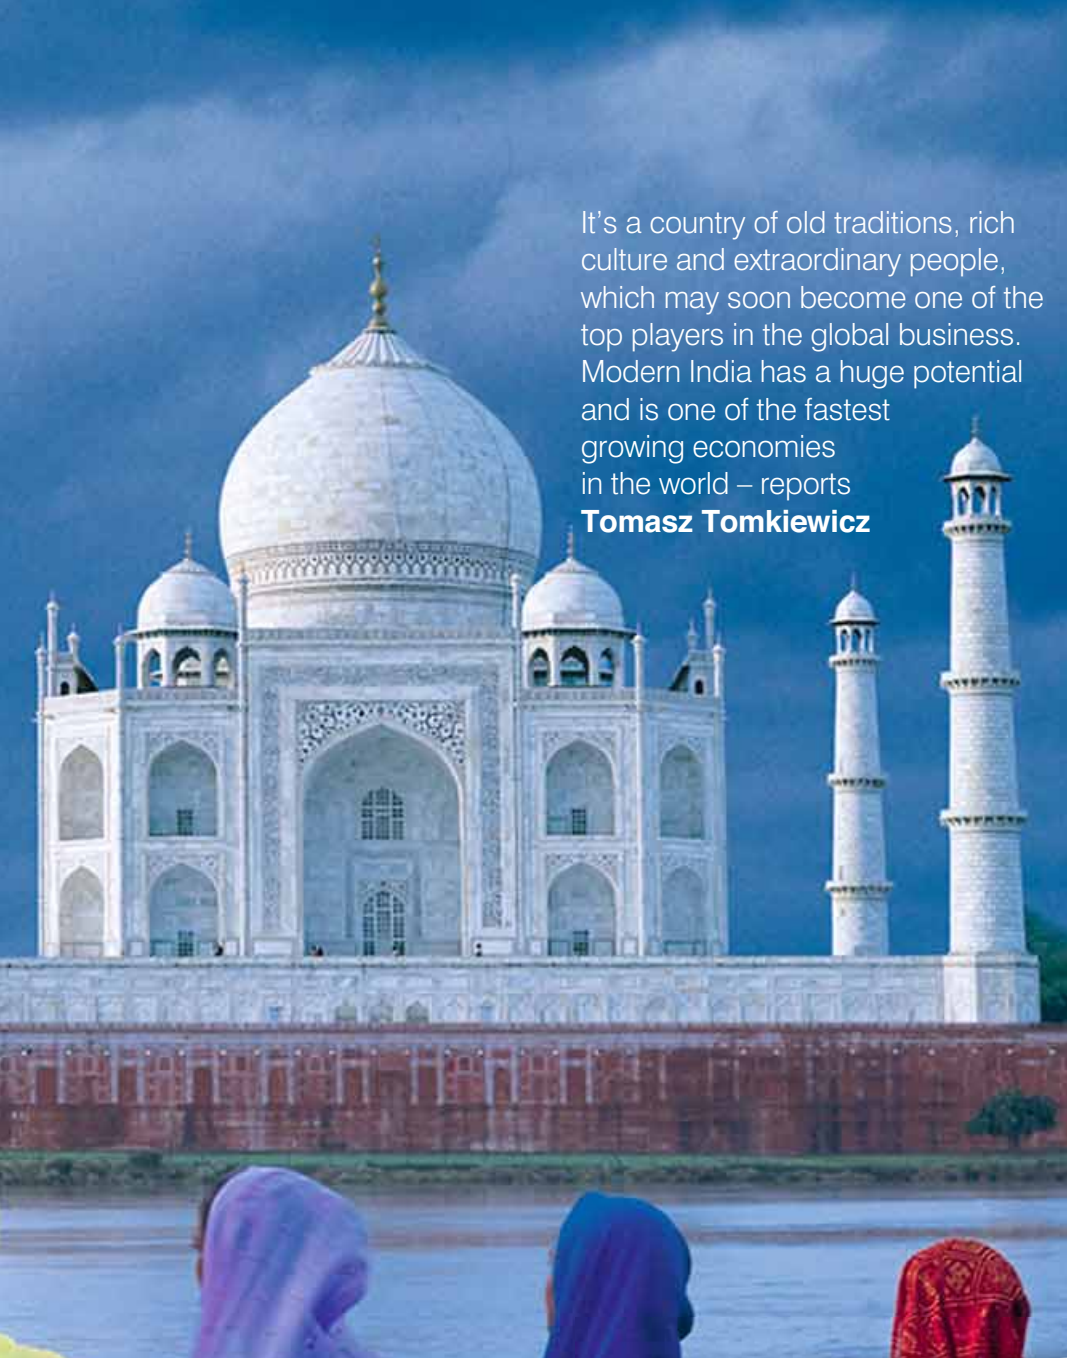 It's a country of old traditions, rich
culture and extraordinary people,
which may soon become one of the
top players in the global business.
Modern India has a huge potential
and is one of the fastest
growing economies
in the world – reports
Tomasz Tomkiewicz